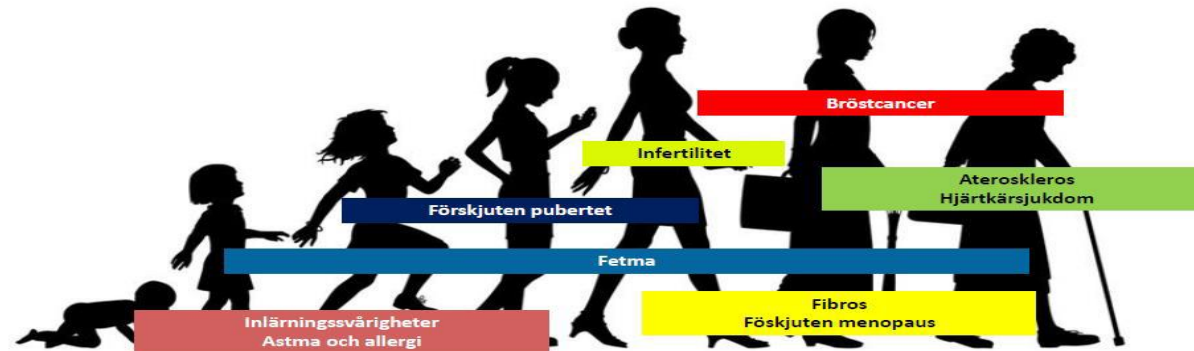 Bröstcancer
Infertilitet
Ateroskleros
Hjärtkärsjukdom
Förskjuten pubertet
Fetma
Fibros
Föskjuten menopaus
Inlärningssvårigheter
Astma och allergi